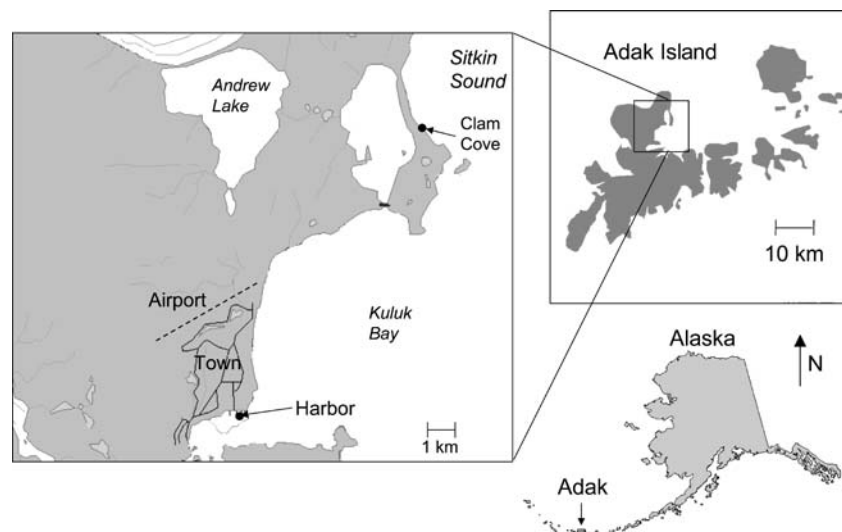 Andrew
Lake
Sitkin
Sound
Clam
Cove
Airport
Town
Kuluk
Bay
Harbor
1 km
Adak Island
10 km
Alaska
N
Adak